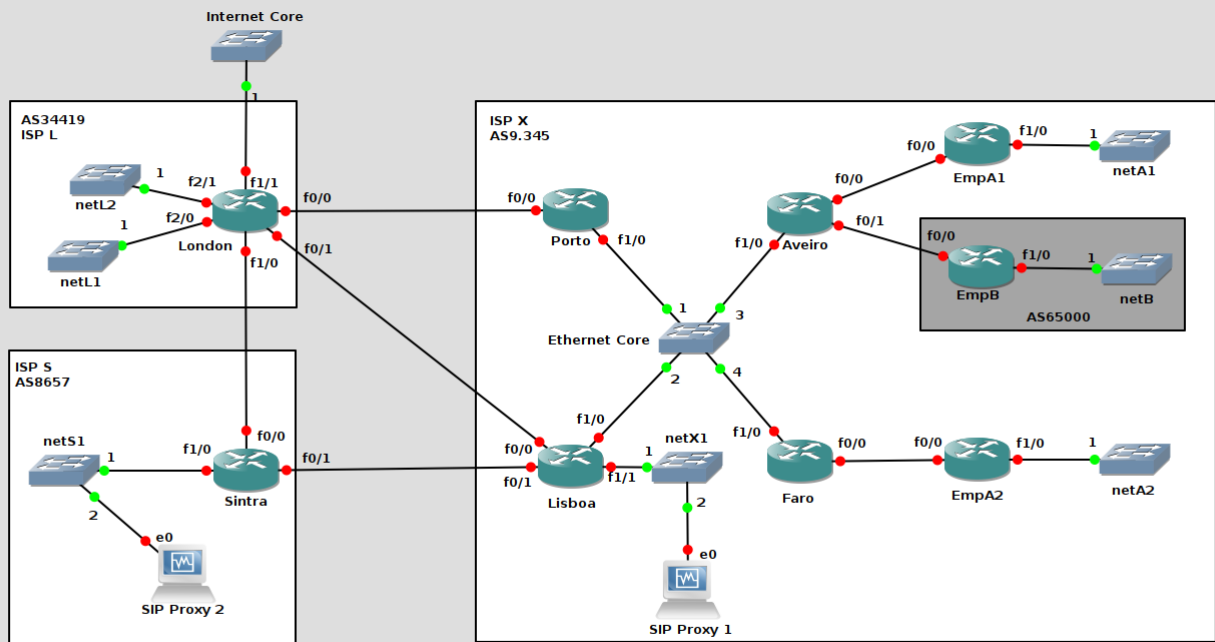 Internet Core
1
AS34419
ISP L
1
netL2
f2/1
f1/1
f0/0
f2/0
1
London
f0/1
netL1
f1/0
ISP S
AS8657
netS1
1
f1/0
f0/0
f0/1
Sintra
2
e0
SIP Proxy 2
ISP X
AS9.345
f0/0
Porto
f1/0
1
Ethernet Core
2
3
4
f0/0
f0/1
f1/0
Aveiro
f0/0
f1/0
1
EmpA1
netA1
f0/0
f1/0
1
EmpB
netB
AS65000
f1/0
f0/0
f0/1
f1/1
Lisboa
netX1
1
2
e0
SIP Proxy 1
f1/0
f0/0
Faro
f0/0
f1/0
1
EmpA2
netA2